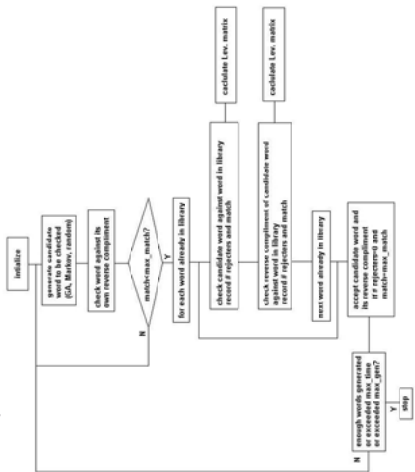 intialize
generate candidate
word to be checked
(GA, Markov, random)
check word against its
own reverse compliment
match<max_match?
N
Y
for each word already in library
check candidate word against word in library
record # rejecters and match
caclulate Lev. matrix
check reverse compliment of candidate word
against word in library
record # rejecters and match
caclulate Lev. matrix
next word already in library
accept candidate word and
its reverse compliment
if # rejecters=0 and
match=max_match
enough words generated
or exceeded max_time
or exceeded max_gen?
N
Y
stop